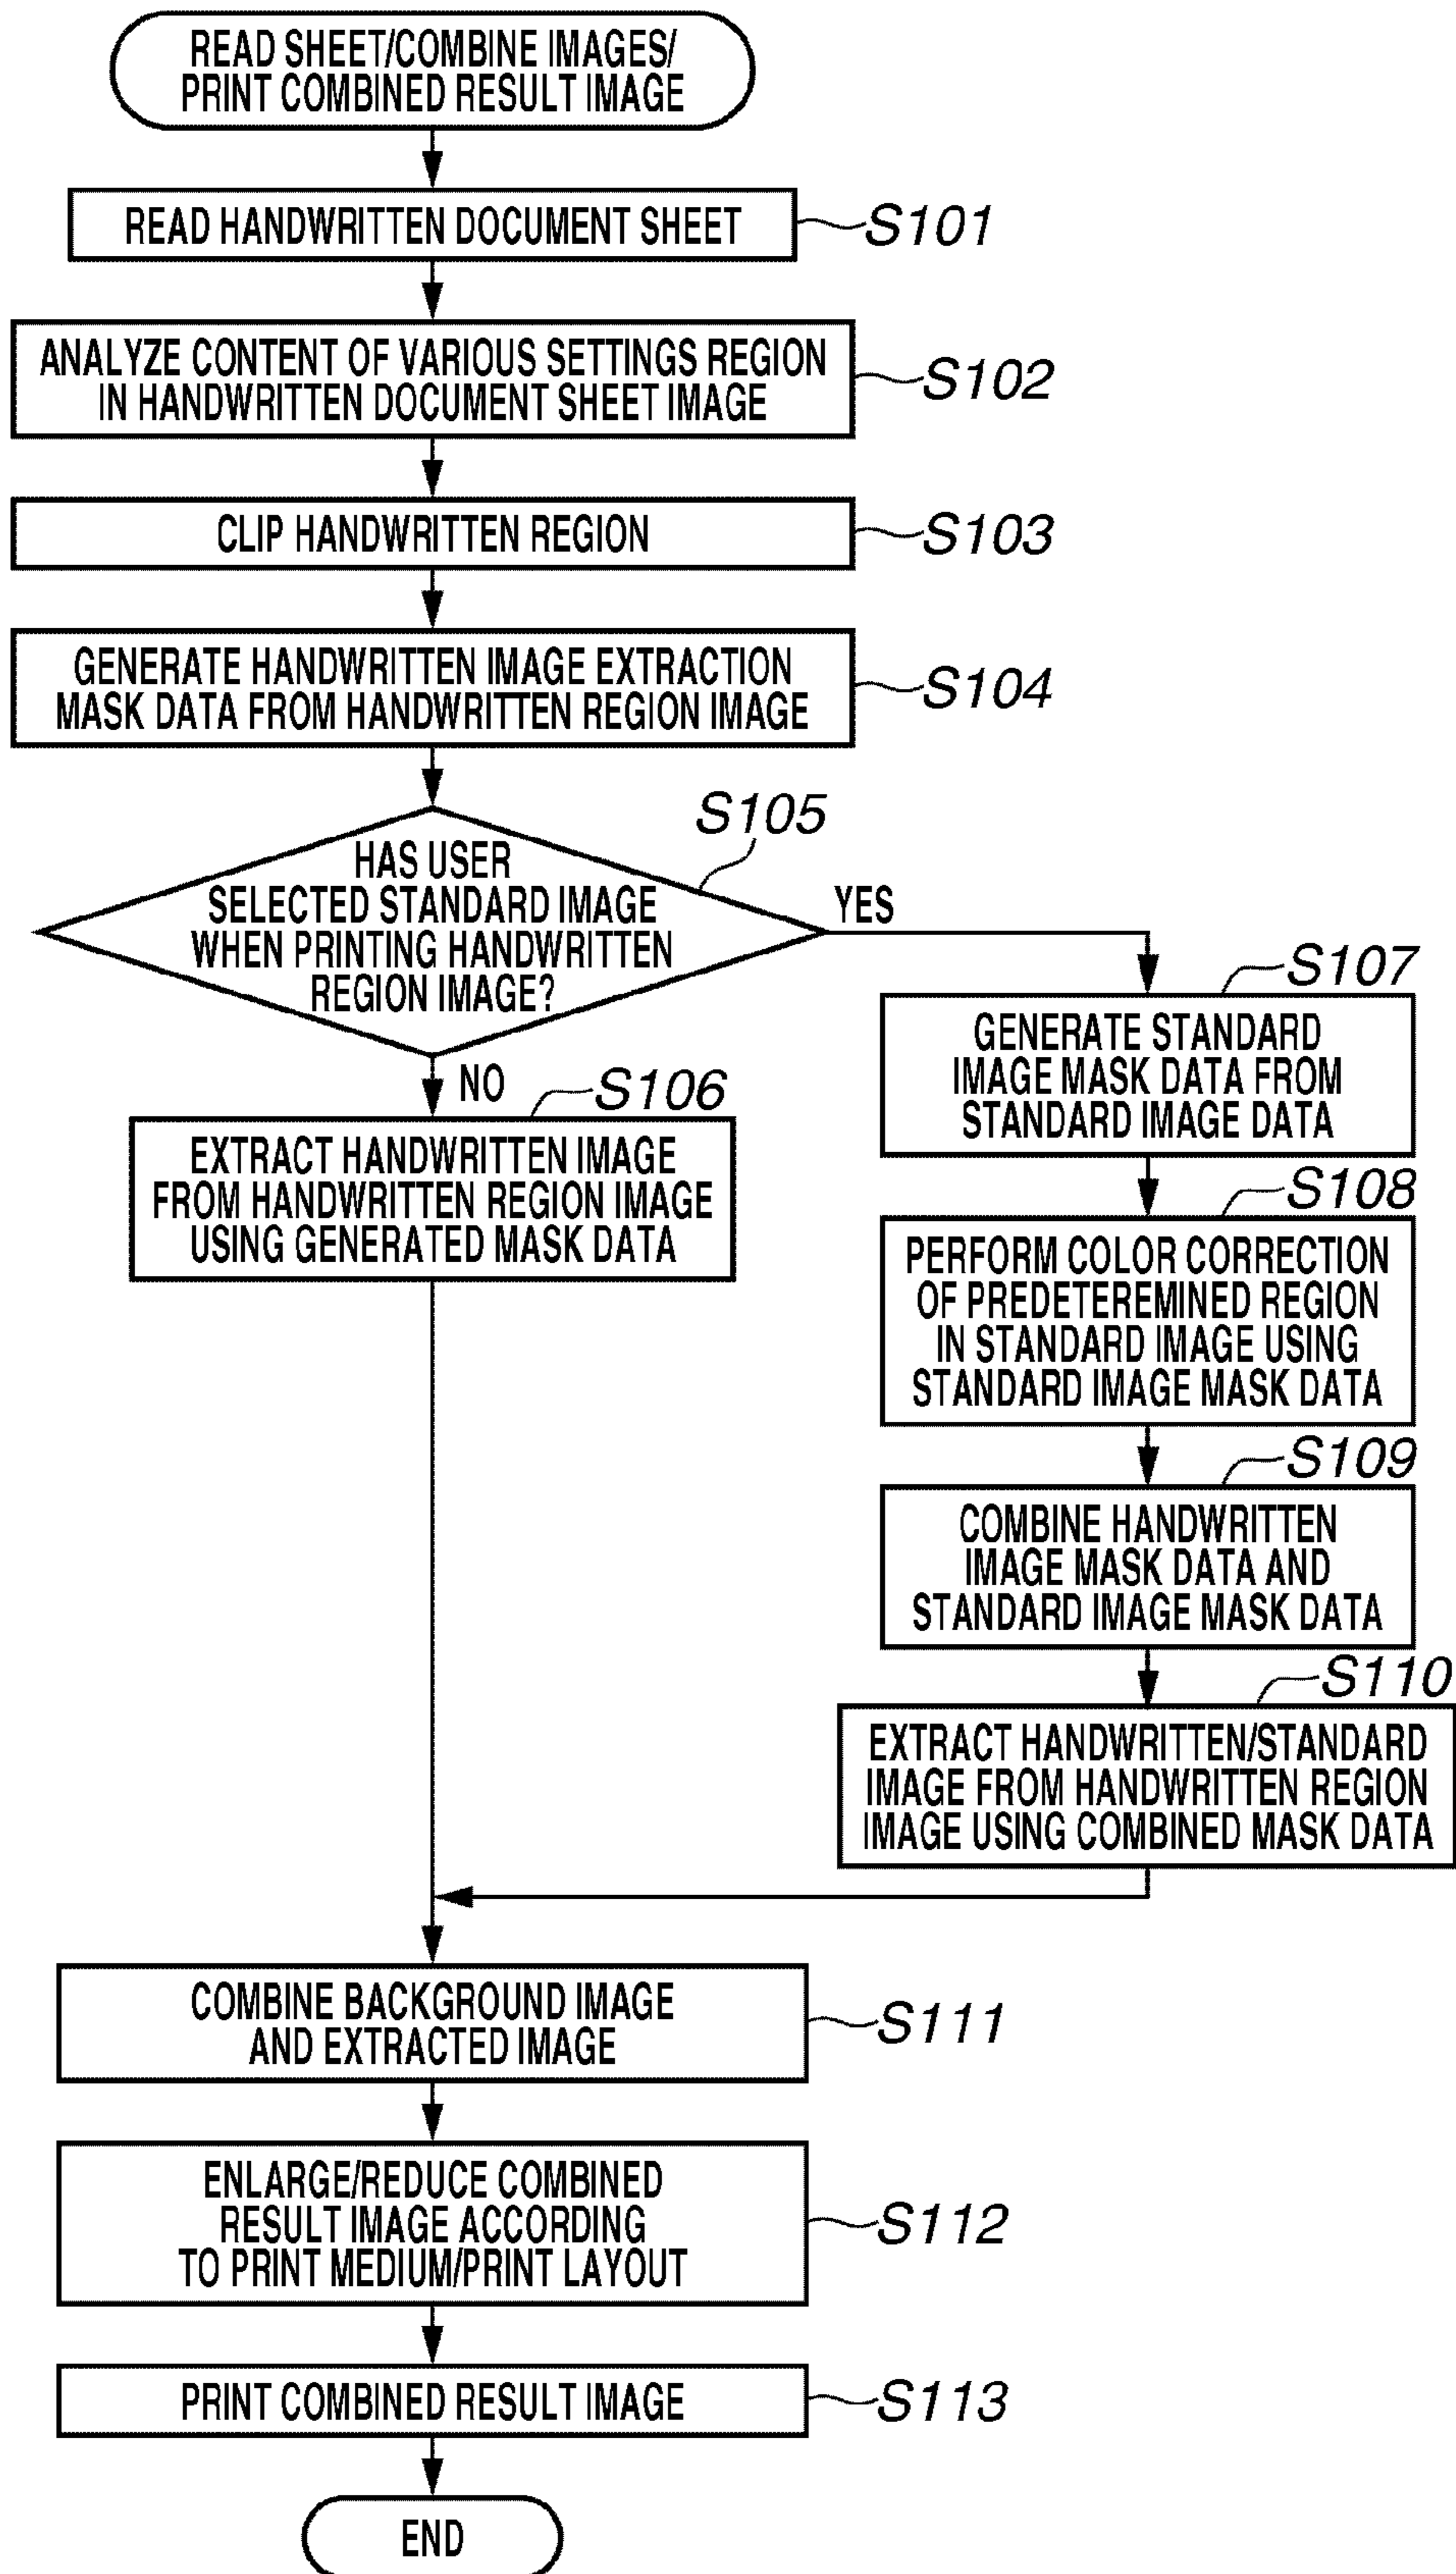 READ SHEET/COMBINE IMAGES/
PRINT COMBINED RESULT IMAGE
READ HANDWRITTEN DOCUMENT SHEET
S101
ANALYZE CONTENT OF VARIOUS SETTINGS REGION
IN HANDWRITTEN DOCUMENT SHEET IMAGE
S102
CLIP HANDWRITTEN REGION
S103
GENERATE HANDWRITTEN IMAGE EXTRACTION
MASK DATA FROM HANDWRITTEN REGION IMAGE
S104
S105
HAS USER
SELECTED STANDARD IMAGE
WHEN PRINTING HANDWRITTEN
REGION IMAGE?
YES
NO
S106
EXTRACT HANDWRITTEN IMAGE
FROM HANDWRITTEN REGION IMAGE
USING GENERATED MASK DATA
S107
GENERATE STANDARD
IMAGE MASK DATA FROM
STANDARD IMAGE DATA
S108
PERFORM COLOR CORRECTION
OF PREDETEREMINED REGION
IN STANDARD IMAGE USING
STANDARD IMAGE MASK DATA
S109
COMBINE HANDWRITTEN
IMAGE MASK DATA AND
STANDARD IMAGE MASK DATA
S110
EXTRACT HANDWRITTEN/STANDARD
IMAGE FROM HANDWRITTEN REGION
IMAGE USING COMBINED MASK DATA
COMBINE BACKGROUND IMAGE
AND EXTRACTED IMAGE
S111
ENLARGE/REDUCE COMBINED
RESULT IMAGE ACCORDING
TO PRINT MEDIUM/PRINT LAYOUT
S112
PRINT COMBINED RESULT IMAGE
S113
END